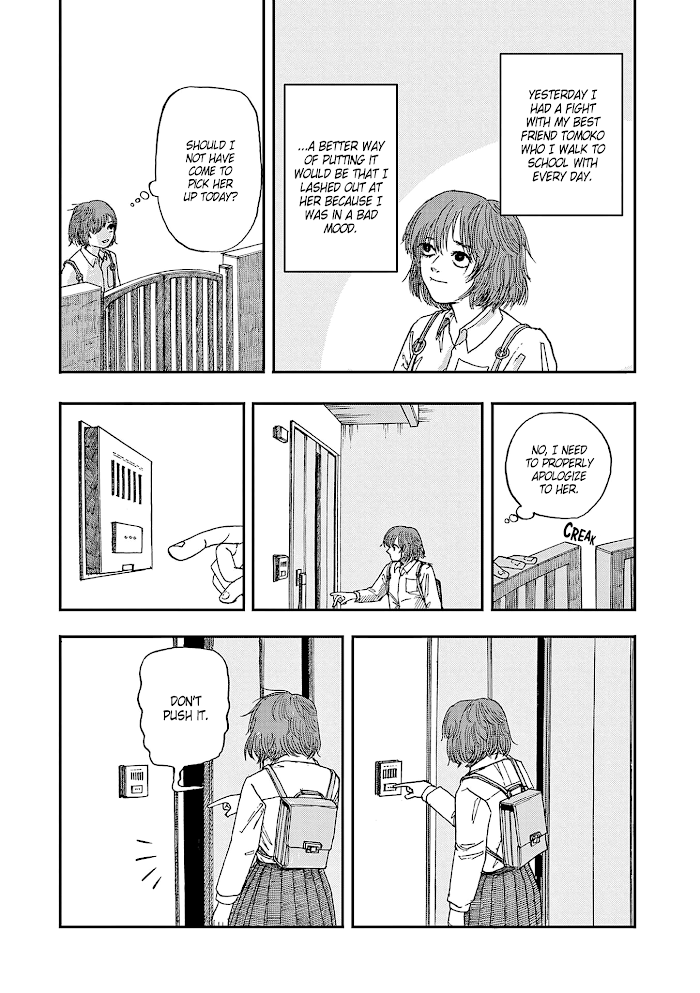 YESTERDAY I
HAD A FIGHT
WITH MY BEST
FRIEND TOMOKO
WHO I WALK TO
SCHOOL WITH
EVERY DAY.
...A BETTER WAY
OF PUTTING IT
WOULD BE THAT I
LASHED OUT AT
HER BECAUSE I
WAS IN A BAD
MOOD.
SHOULD I
NOT HAVE
COME TO
PICK HER
UP TODAY?
NO, I NEED
TO PROPERLY
APOLOGIZE
TO HER.
CREAK
DON'T
PUSH IT.